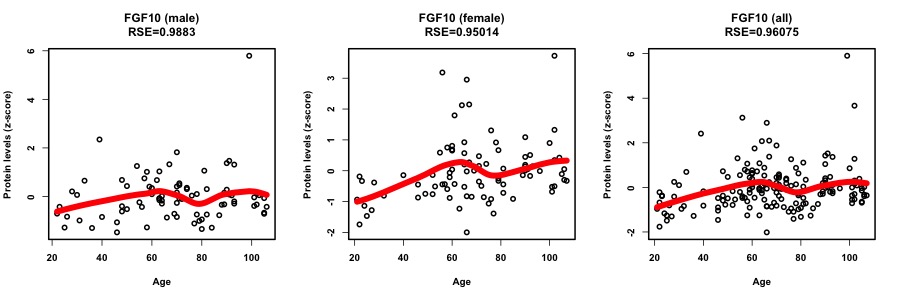 FGF10 (male)
RSE=0.9883
Protein levels (z-score)
6
4
2
0
20 40 60 80 100
Age
FGF10 (female)
RSE=0.95014
Protein levels (z-score)
3
2
1
0
-1
-2
20 40 60 80 100
Age
FGF10 (all)
RSE=0.96075
Protein levels (z-score)
6
4
2
0
-2
20 40 60 80 100
Age